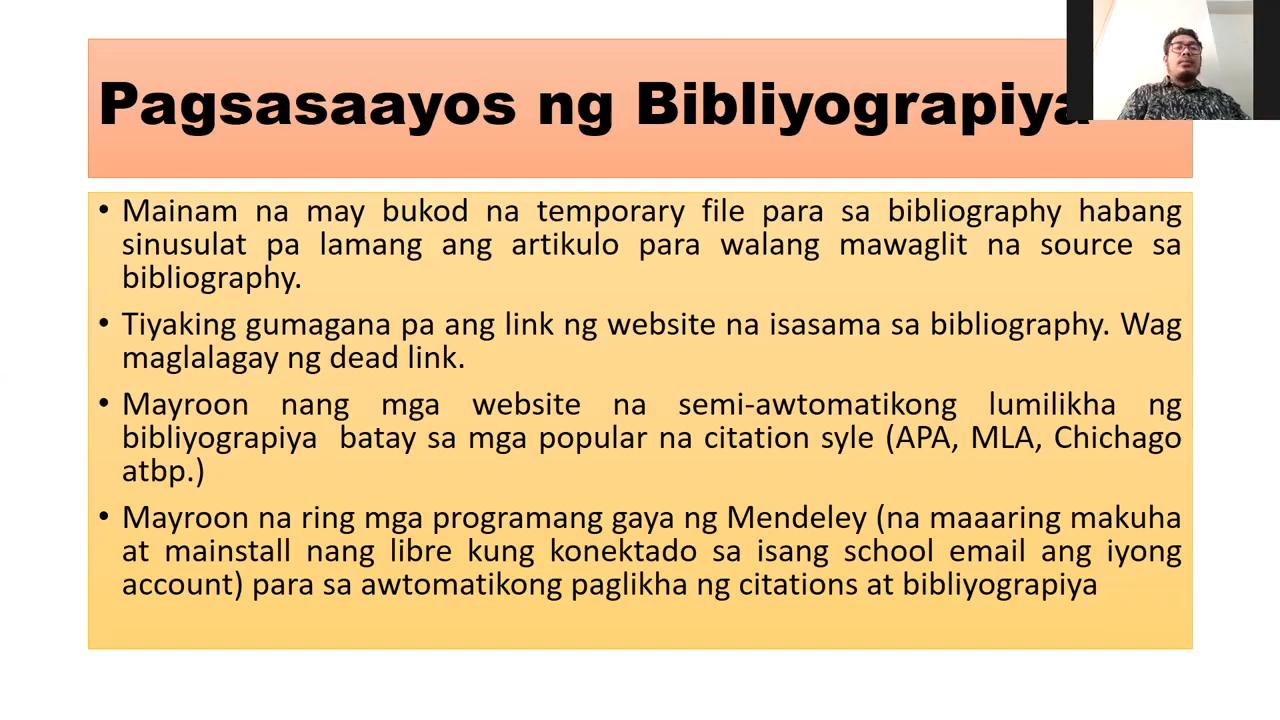 Pagsasaayos ng Bibliyograpiya
• Mainam na may bukod na temporary file para sa bibliography habang
sinusulat pa lamang ang artikulo para walang mawaglit na source sa
bibliography.
• Tiyaking gumagana pa ang link ng website na isasama sa bibliography. Wag
maglalagay ng dead link.
• Mayroon nang mga website na semi-awtomatikong lumilikha ng
bibliyograpiya batay sa mga popular na citation syle (APA, MLA, Chichago
atbp.)
• Mayroon na ring mga programang gaya ng Mendeley (na maaaring makuha
at mainstall nang libre kung konektado sa isang school email ang iyong
account) para sa awtomatikong paglikha ng citations at bibliyograpiya